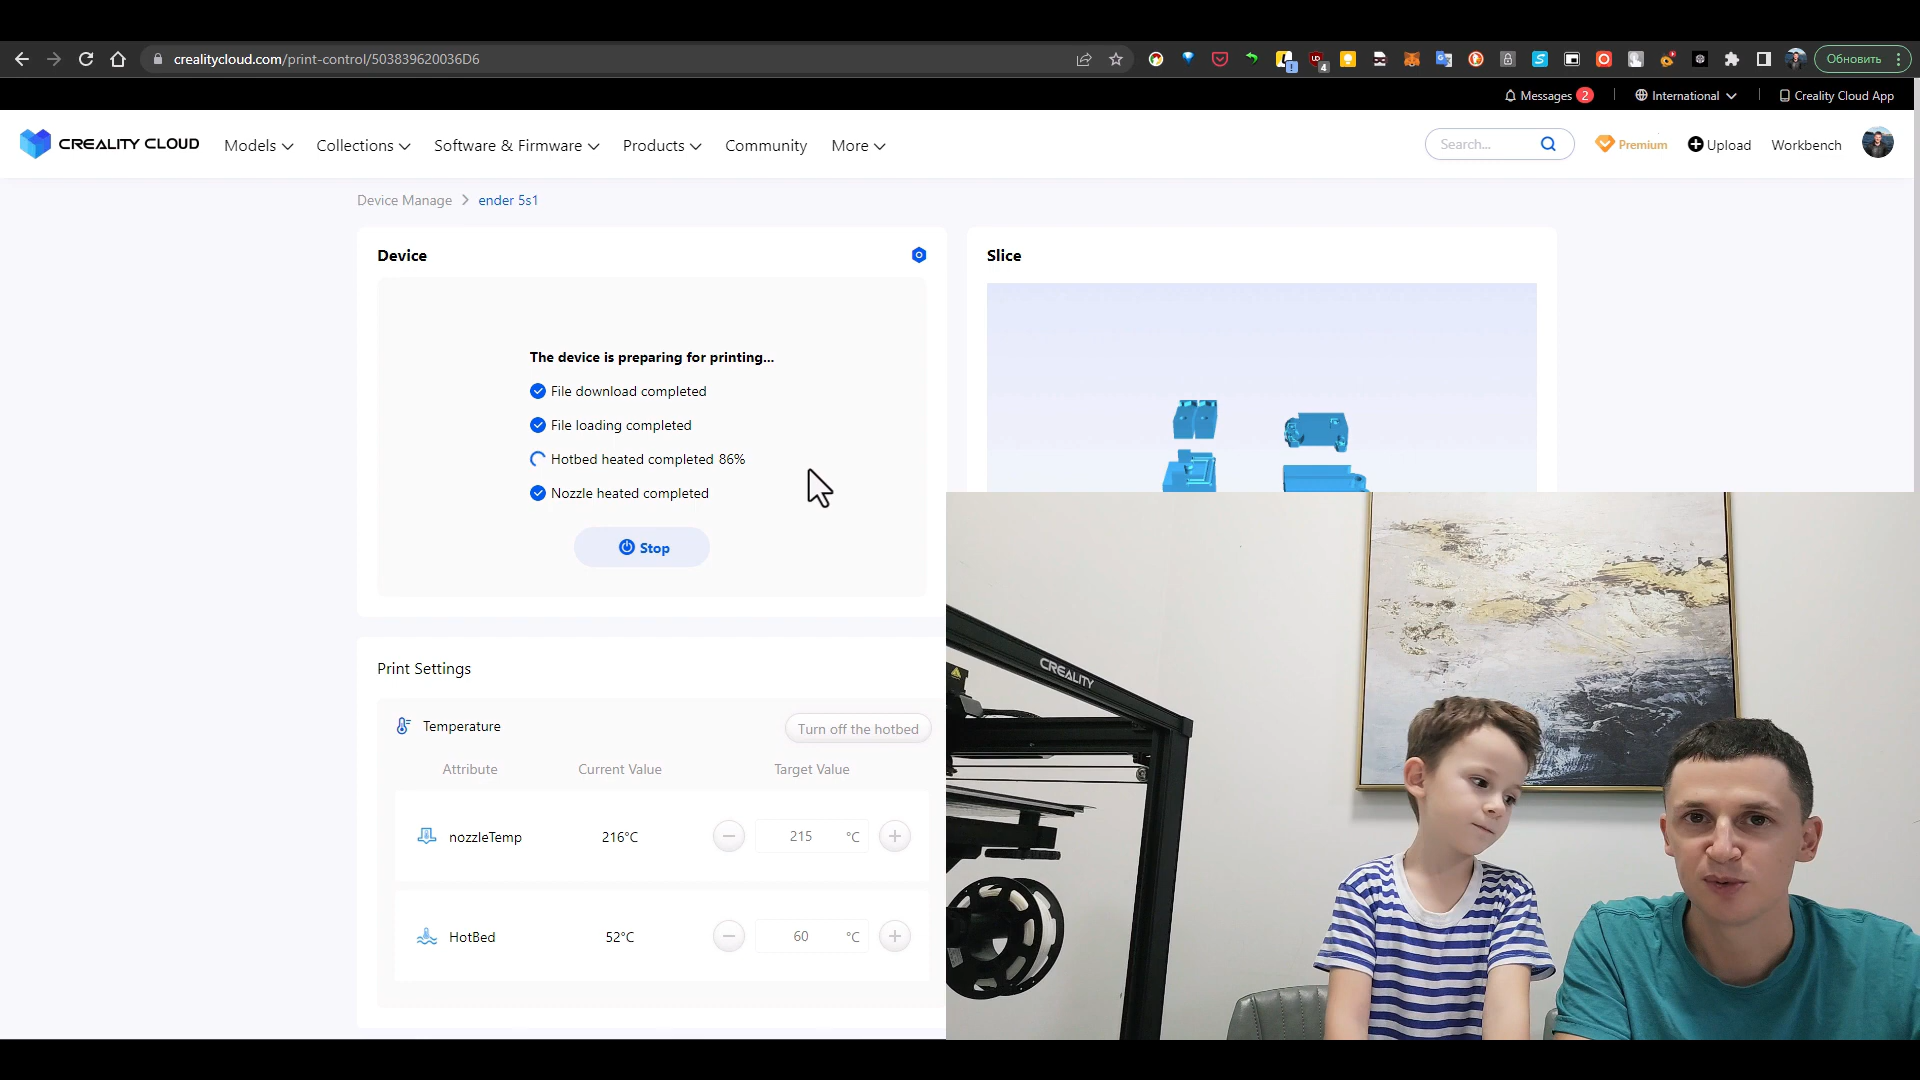 crealitycloud.com/print-control/503839620036D6
Обновить
Messages 2
International
Creality Cloud App
CREALITY CLOUD
Models
Collections
Software & Firmware
Products
Community
More
Search...
Premium
Upload
Workbench
Device Manage > ender 5s1
Device
Slice
The device is preparing for printing...
File download completed
File loading completed
Hotbed heated completed 86%
Nozzle heated completed
Stop
Print Settings
Temperature
Turn off the hotbed
Attribute
Current Value
Target Value
nozzleTemp
216°C
215 °C
HotBed
52°C
60 °C
CREALITY